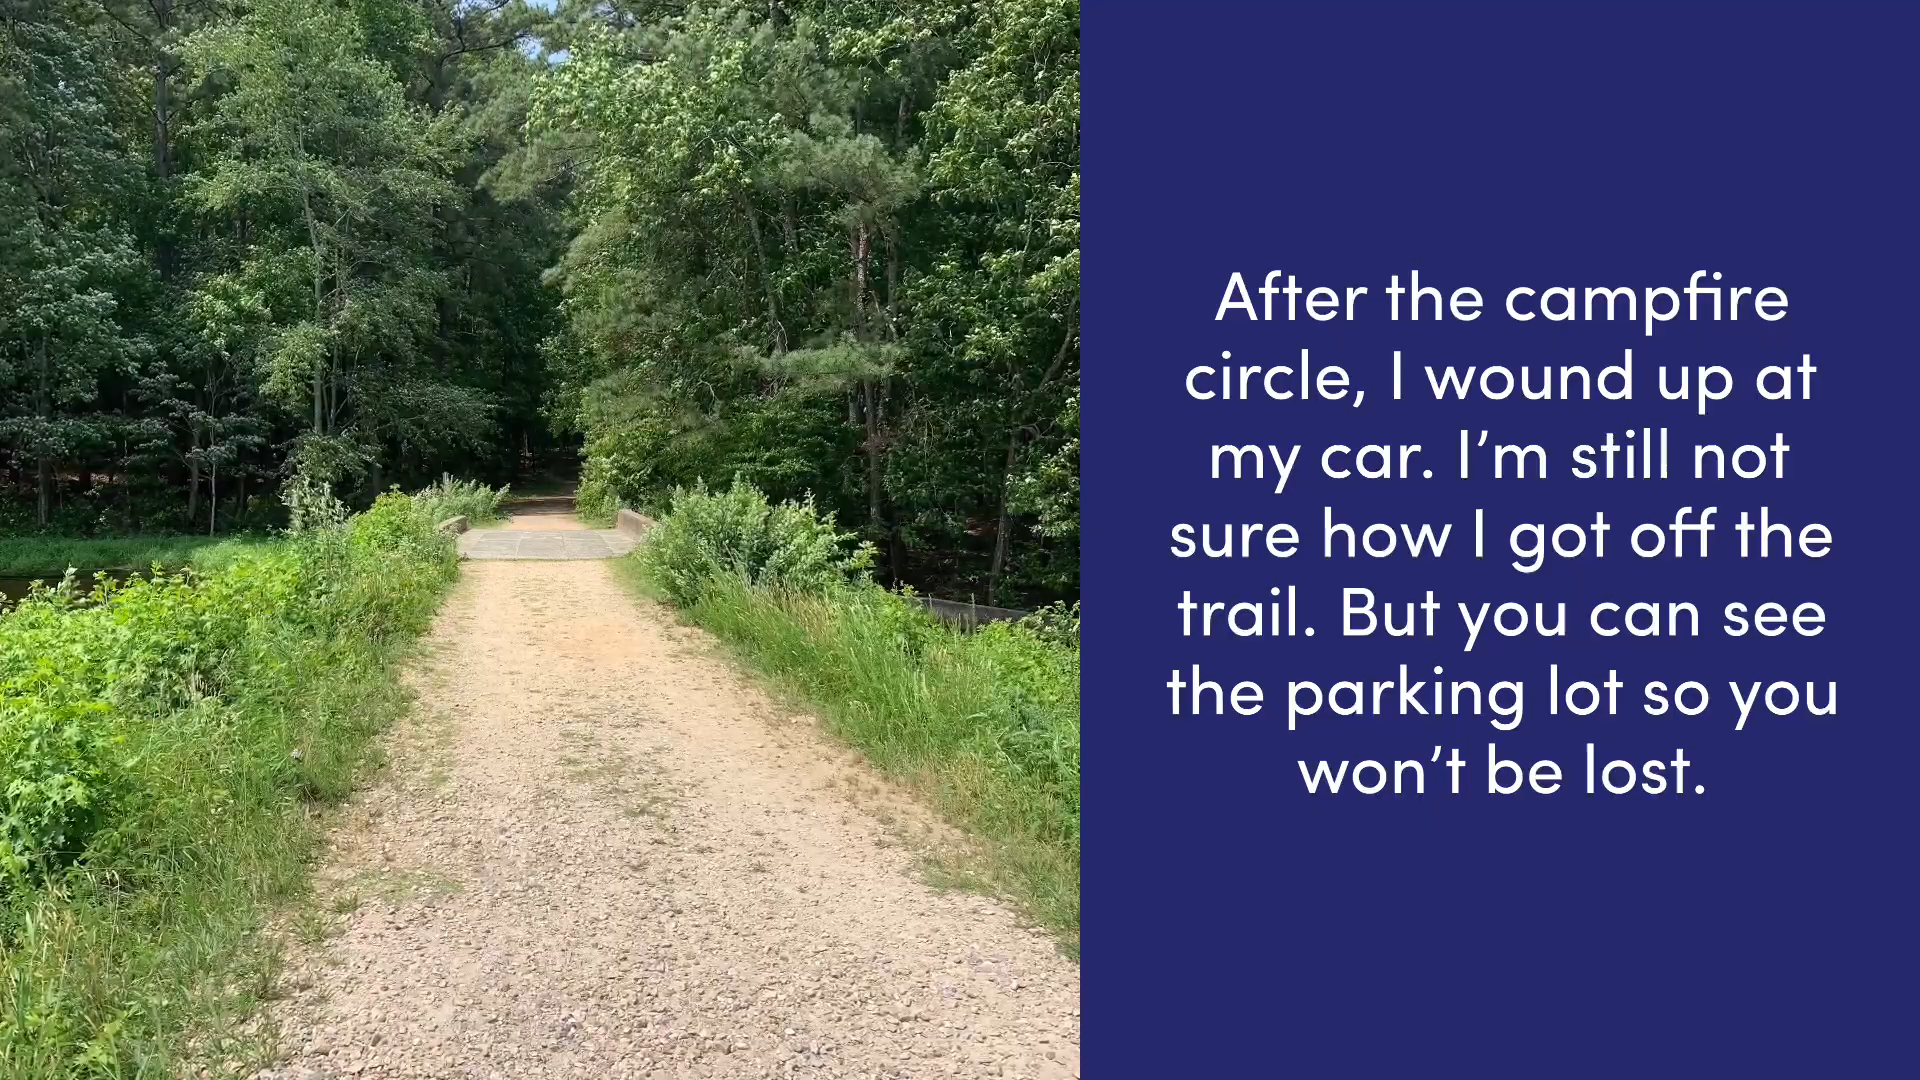 After the campfire
circle, I wound up at
my car. I’m still not
sure how I got off the
trail. But you can see
the parking lot so you
won’t be lost.